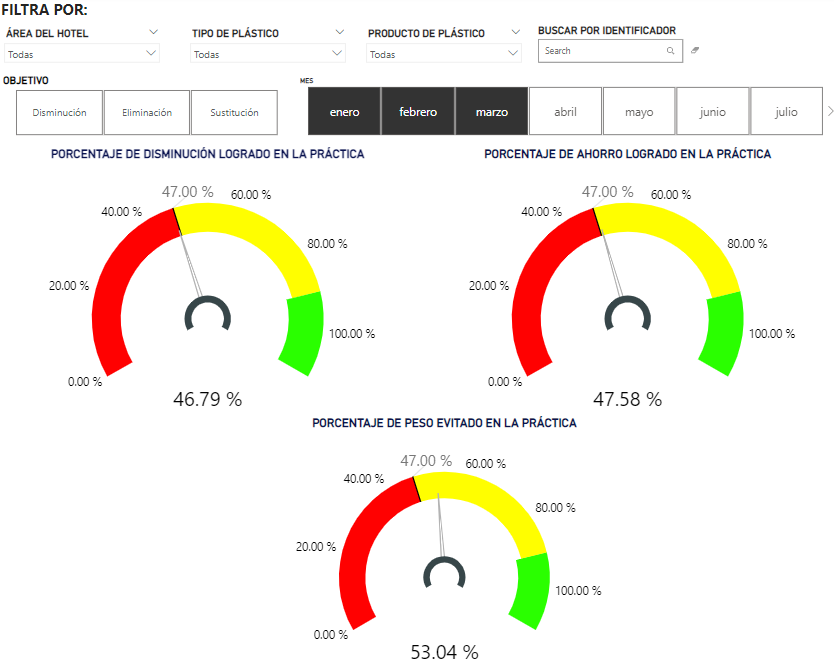 FILTRA POR:
ÁREA DEL HOTEL
TIPO DE PLÁSTICO
PRODUCTO DE PLÁSTICO
BUSCAR POR IDENTIFICADOR
Todas
Todas
Todas
Search
OBJETIVO
MES
Disminución
Eliminación
Sustitución
enero
febrero
marzo
abril
mayo
junio
julio
PORCENTAJE DE DISMINUCIÓN LOGRADO EN LA PRÁCTICA
47.00 %
60.00 %
40.00 %
80.00 %
20.00 %
100.00 %
0.00 %
46.79 %
PORCENTAJE DE AHORRO LOGRADO EN LA PRÁCTICA
47.00 %
60.00 %
40.00 %
80.00 %
20.00 %
100.00 %
0.00 %
47.58 %
PORCENTAJE DE PESO EVITADO EN LA PRÁCTICA
47.00 %
60.00 %
40.00 %
80.00 %
20.00 %
100.00 %
0.00 %
53.04 %